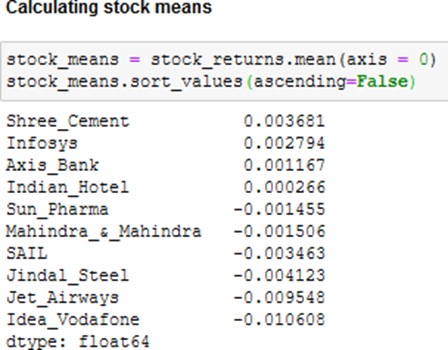 Calculating stock means
stock_means = stock_returns.mean(axis = 0)
stock_means.sort_values(ascending=False)
Shree_Cement 0.003681
Infosys 0.002794
Axis_Bank 0.001167
Indian_Hotel 0.000266
Sun_Pharma -0.001455
Mahindra_&_Mahindra -0.001506
SAIL -0.003463
Jindal_Steel -0.004123
Jet_Airways -0.009548
Idea_Vodafone -0.010608
dtype: float64